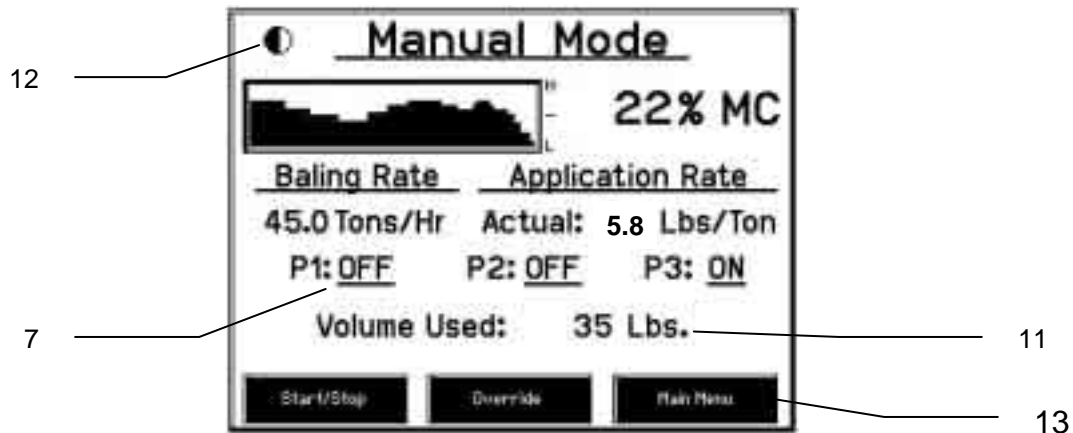 Manual Mode
12
H
22% MC
-
L
Baling Rate Application Rate
45.0 Tons/Hr Actual: 5.8 Lbs/Ton
P1: OFF P2: OFF P3: ON
7
Volume Used: 35 Lbs.
11
Start/Stop Override Main Menu
13